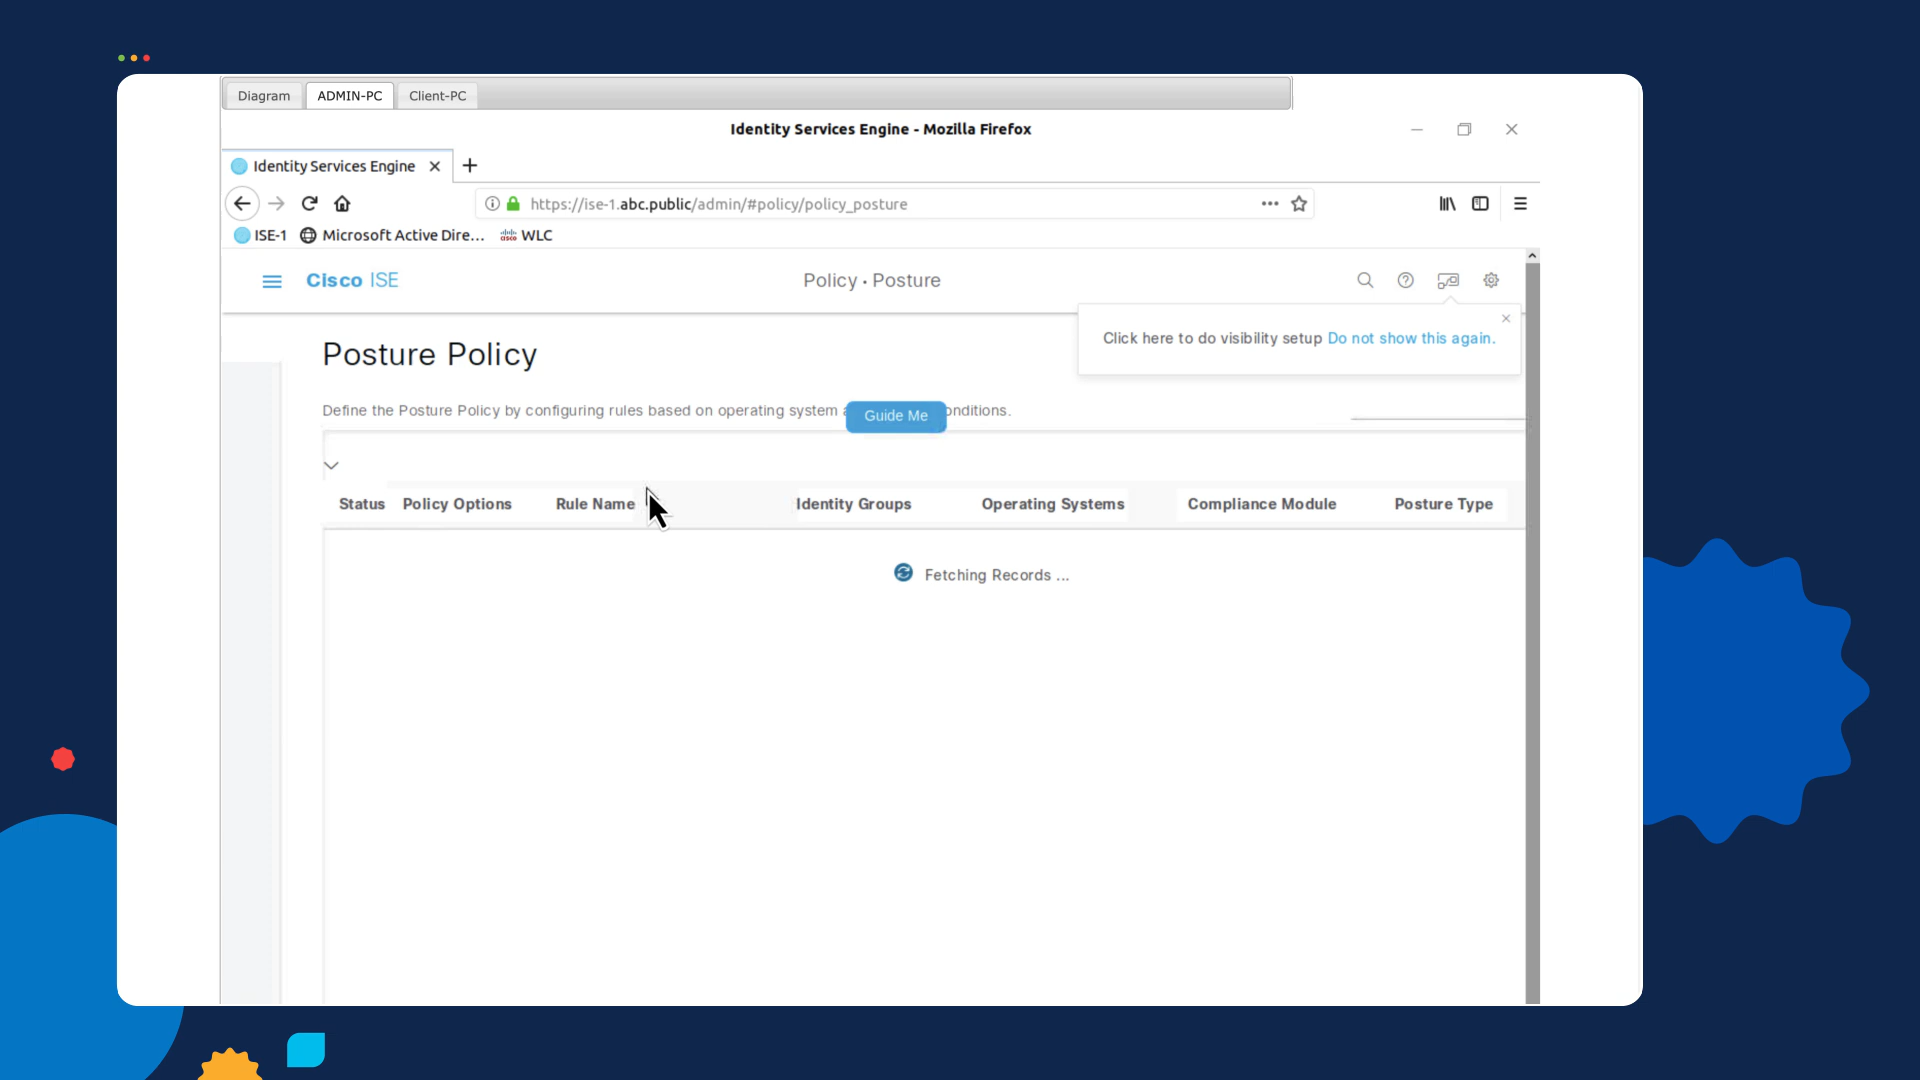 Diagram
ADMIN-PC
Client-PC
Identity Services Engine - Mozilla Firefox
Identity Services Engine
https://ise-1.abc.public/admin/#policy/policy_posture
ISE-1
Microsoft Active Dire...
WLC
Cisco ISE
Policy · Posture
Click here to do visibility setup Do not show this again.
Posture Policy
Define the Posture Policy by configuring rules based on operating system
onditions.
Guide Me
Status
Policy Options
Rule Name
Identity Groups
Operating Systems
Compliance Module
Posture Type
Fetching Records ...